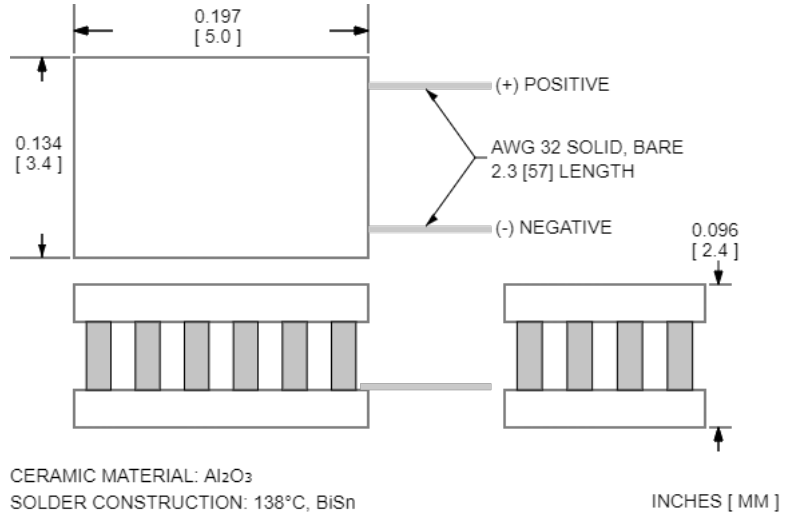 0.197
[ 5.0 ]
(+) POSITIVE
0.134
[ 3.4 ]
AWG 32 SOLID, BARE
2.3 [57] LENGTH
(-) NEGATIVE
0.096
[ 2.4 ]
CERAMIC MATERIAL: Al₂O₃
SOLDER CONSTRUCTION: 138°C, BiSn
INCHES [ MM ]